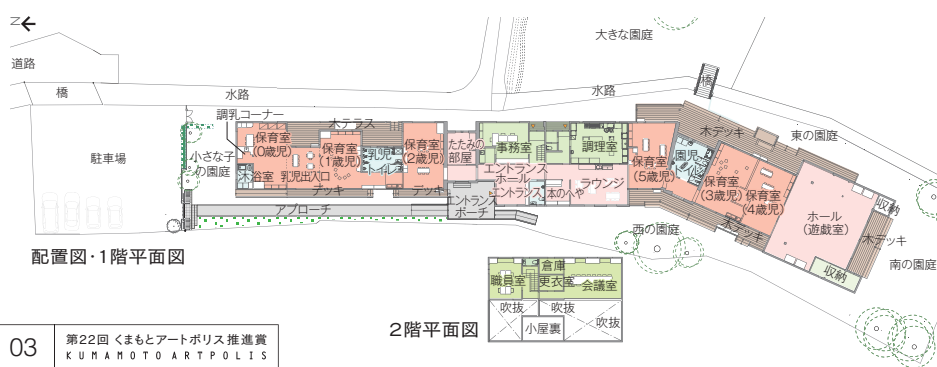 N
大きな園庭
道路
橋
水路
水路
橋
調乳コーナー
木テラス
木デッキ
東の園庭
保育室
(0歳児)
保育室
(1歳児)
乳児
トイレ
保育室
(2歳児)
たたみの
部屋
事務室
調理室
保育室
(5歳児)
園児
トイレ
保育室
(3歳児)
保育室
(4歳児)
ホール
(遊戯室)
収納
木デッキ
収納
南の園庭
駐車場
小さな子
の園庭
沐浴室
乳児出入口
デッキ
デッキ
エントランス
ホール
エントランス
本のへや
ラウンジ
エントランス
ポーチ
アプローチ
西の園庭
木デッキ
配置図・1階平面図
職員室
倉庫
更衣室
会議室
吹抜
吹抜
吹抜
小屋裏
2階平面図
03
第22回 くまもとアートポリス推進賞
KUMAMOTO ARTPOLIS